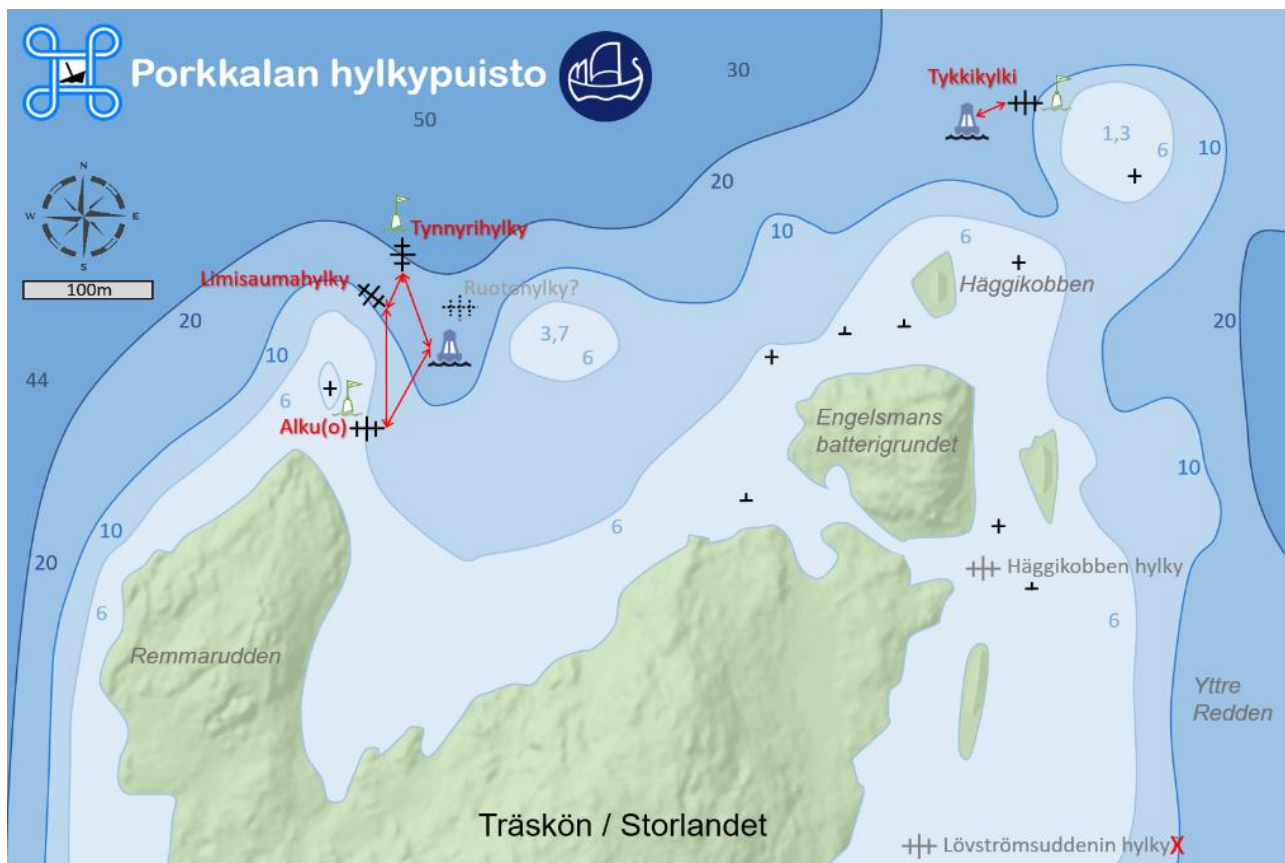 Porkkalan hylkypuisto
30
50
Tykkikylki
1,3
6
10
20
N
W
E
S
100m
Tynnyrihylky
Limisaumahylky
Ruotohylky?
10
6
Häggikobben
20
20
3,7
6
10
44
6
Alku(o)
Engelsmans
batterigrundet
10
10
6
20
6
Häggikobben hylky
6
Remmarudden
Yttre
Redden
Träskön / Storlandet
Lövströmsuddenin hylky
X